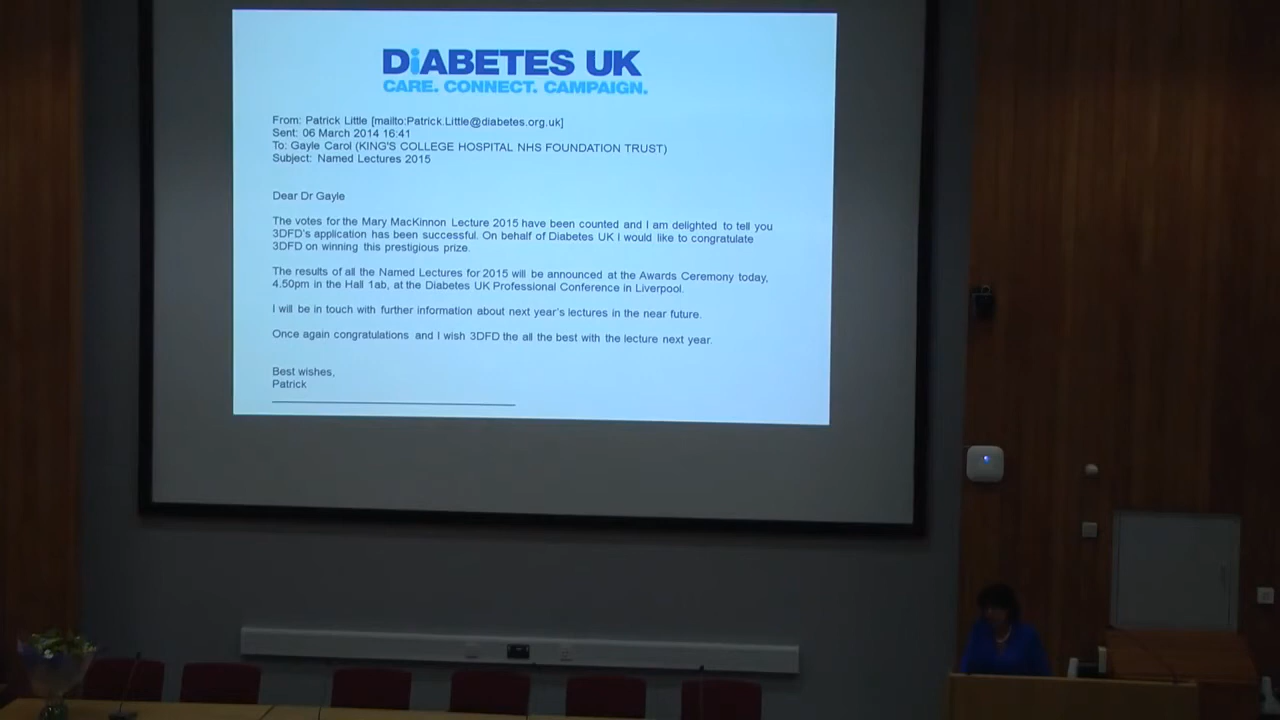 DiABETES UK
CARE. CONNECT. CAMPAIGN.
From: Patrick Little [mailto:Patrick.Little@diabetes.org.uk]
Sent: 06 March 2014 16:41
To: Gayle Carol (KING'S COLLEGE HOSPITAL NHS FOUNDATION TRUST)
Subject: Named Lectures 2015
Dear Dr Gayle
The votes for the Mary MacKinnon Lecture 2015 have been counted and I am delighted to tell you
3DFD's application has been successful. On behalf of Diabetes UK I would like to congratulate
3DFD on winning this prestigious prize.
The results of all the Named Lectures for 2015 will be announced at the Awards Ceremony today,
4.50pm in the Hall 1ab, at the Diabetes UK Professional Conference in Liverpool.
I will be in touch with further information about next year's lectures in the near future.
Once again congratulations and I wish 3DFD the all the best with the lecture next year.
Best wishes,
Patrick